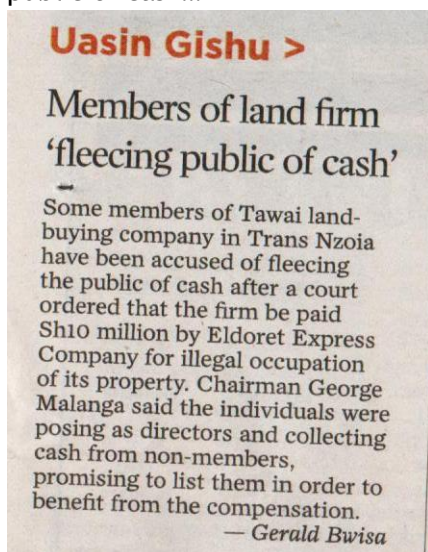 Uasin Gishu >
Members of land firm
‘fleecing public of cash’
Some members of Tawai land-
buying company in Trans Nzoia
have been accused of fleecing
the public of cash after a court
ordered that the firm be paid
Sh10 million by Eldoret Express
Company for illegal occupation
of its property. Chairman George
Malanga said the individuals were
posing as directors and collecting
cash from non-members,
promising to list them in order to
benefit from the compensation.
— Gerald Bwisa